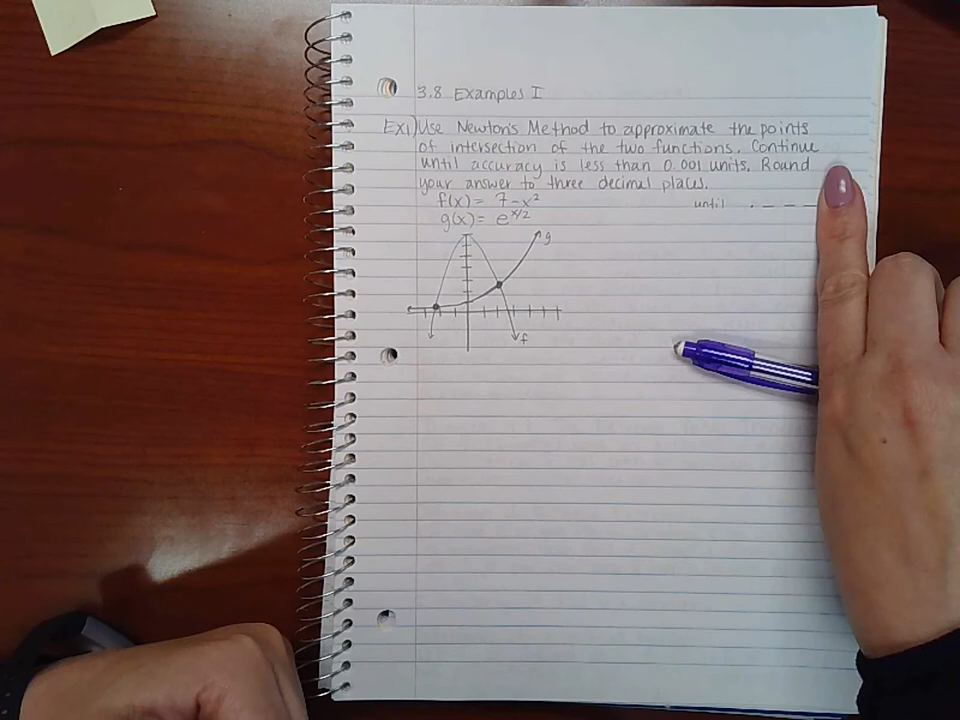 3.8 Examples I
Ex1) Use Newton's Method to approximate the points
of intersection of the two functions. Continue
until accuracy is less than 0.001 units. Round
your answer to three decimal places.
f(x) = 7-x²
until . _ _ _
g(x) = e^x/2
g
f